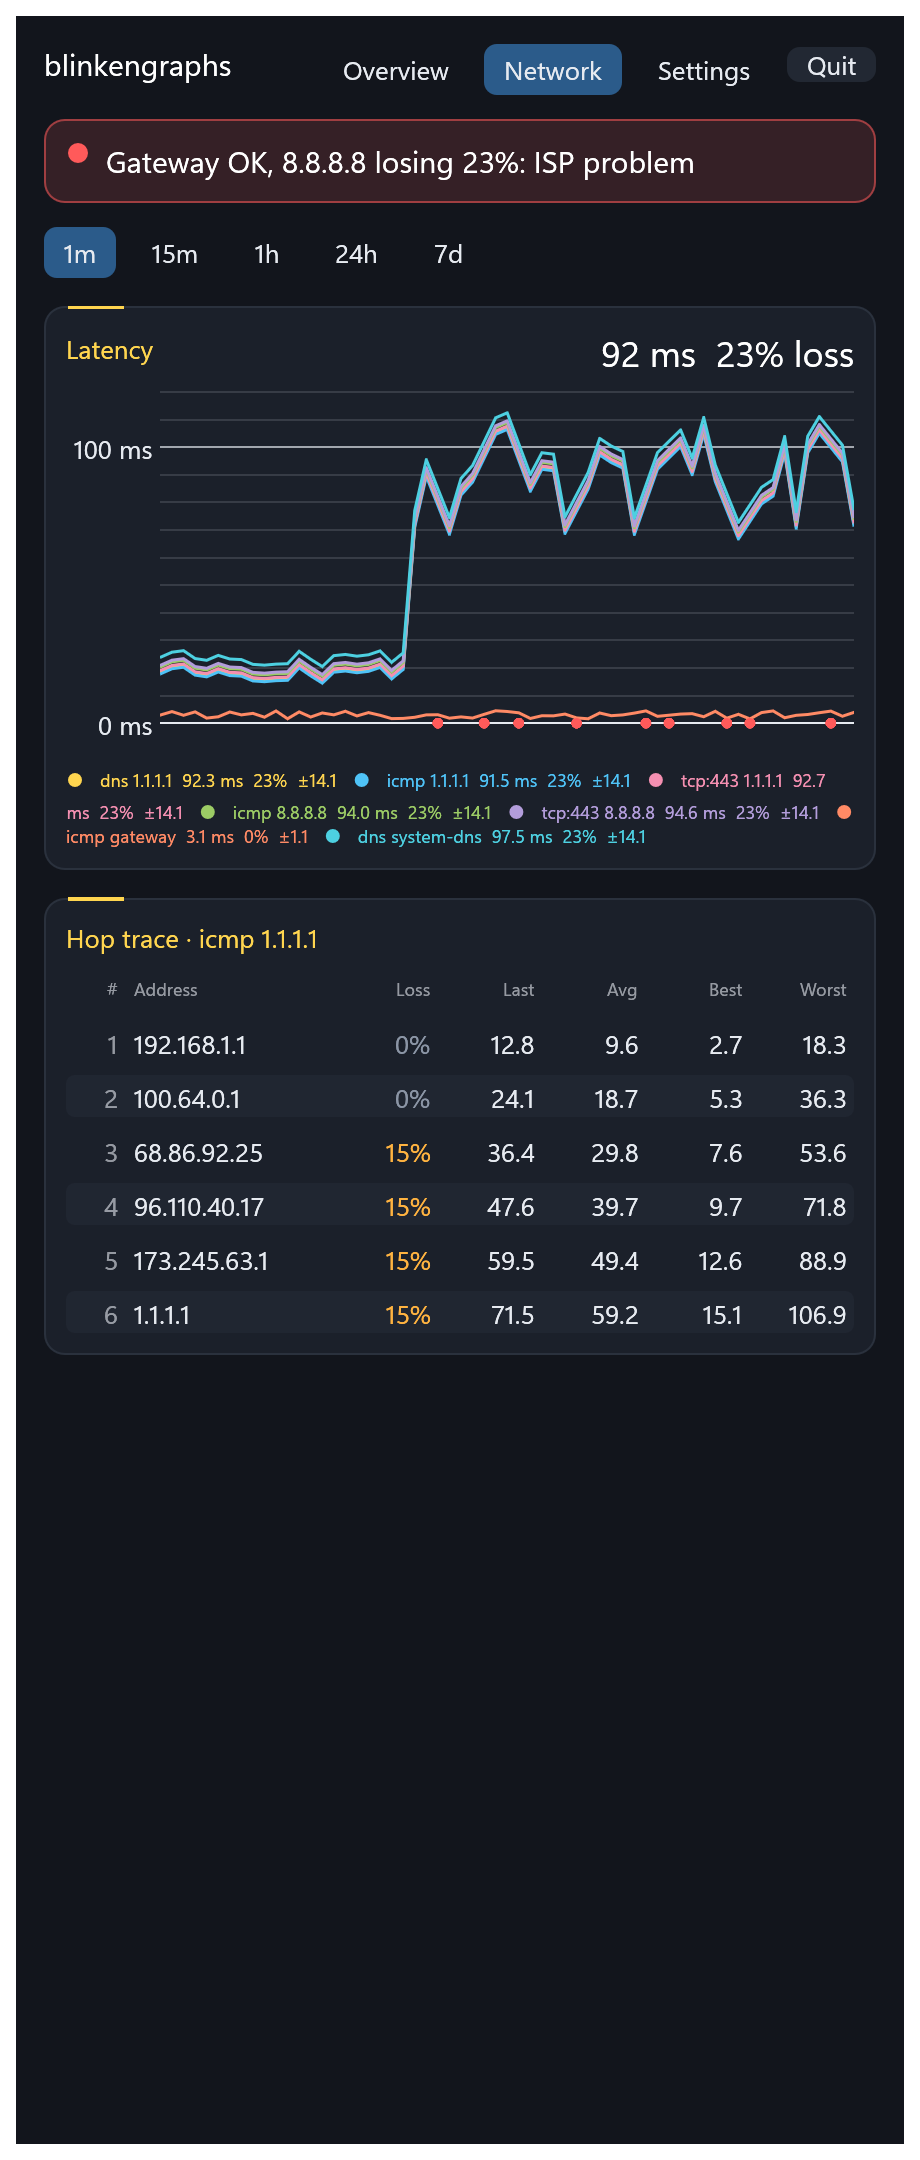 blinkengraphs Overview Network Settings Quit
Gateway OK, 8.8.8.8 losing 23%: ISP problem
1m 15m 1h 24h 7d
Latency 92 ms 23% loss
100 ms
0 ms
dns 1.1.1.1 92.3 ms 23% ±14.1 icmp 1.1.1.1 91.5 ms 23% ±14.1 tcp:443 1.1.1.1 92.7
ms 23% ±14.1 icmp 8.8.8.8 94.0 ms 23% ±14.1 tcp:443 8.8.8.8 94.6 ms 23% ±14.1
icmp gateway 3.1 ms 0% ±1.1 dns system-dns 97.5 ms 23% ±14.1
Hop trace · icmp 1.1.1.1
# Address Loss Last Avg Best Worst
1 192.168.1.1 0% 12.8 9.6 2.7 18.3
2 100.64.0.1 0% 24.1 18.7 5.3 36.3
3 68.86.92.25 15% 36.4 29.8 7.6 53.6
4 96.110.40.17 15% 47.6 39.7 9.7 71.8
5 173.245.63.1 15% 59.5 49.4 12.6 88.9
6 1.1.1.1 15% 71.5 59.2 15.1 106.9